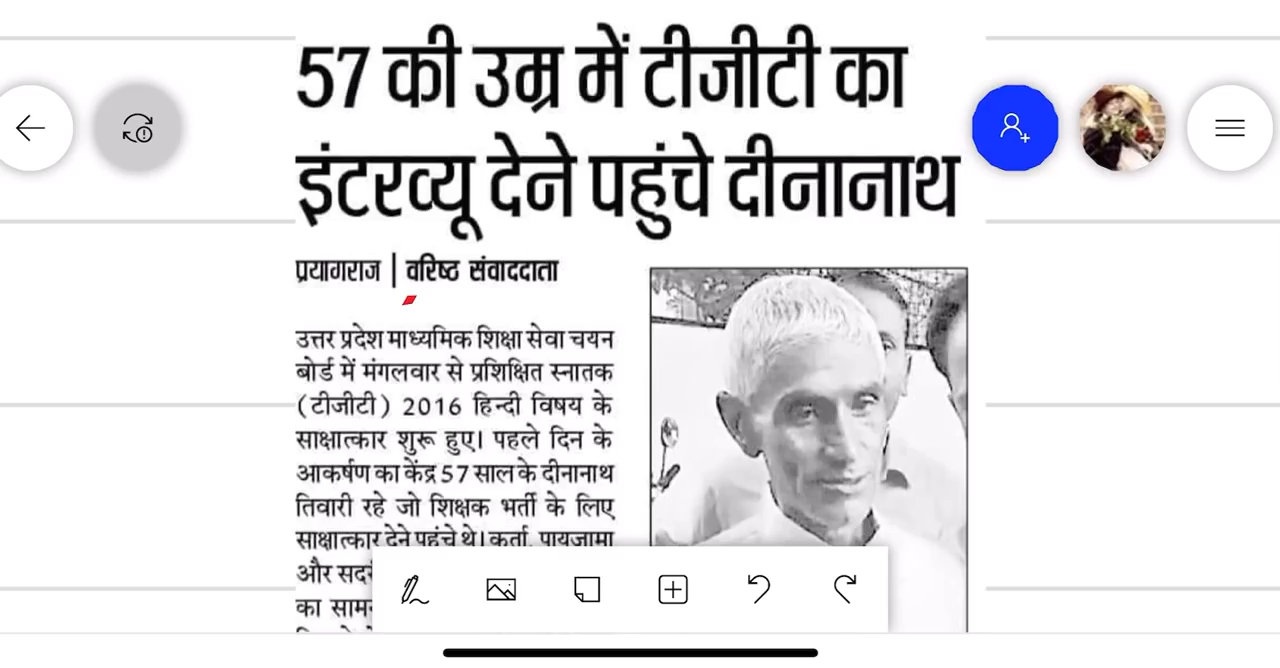 57 की उम्र में टीजीटी का
इंटरव्यू देने पहुंचे दीनानाथ
प्रयागराज | वरिष्ठ संवाददाता
उत्तर प्रदेश माध्यमिक शिक्षा सेवा चयन
बोर्ड में मंगलवार से प्रशिक्षित स्नातक
(टीजीटी) 2016 हिन्दी विषय के
साक्षात्कार शुरू हुए। पहले दिन के
आकर्षण का केंद्र 57 साल के दीनानाथ
तिवारी रहे जो शिक्षक भर्ती के लिए
साक्षात्कार देने पहुंचे थे। कुर्ता, पायजामा
और
का